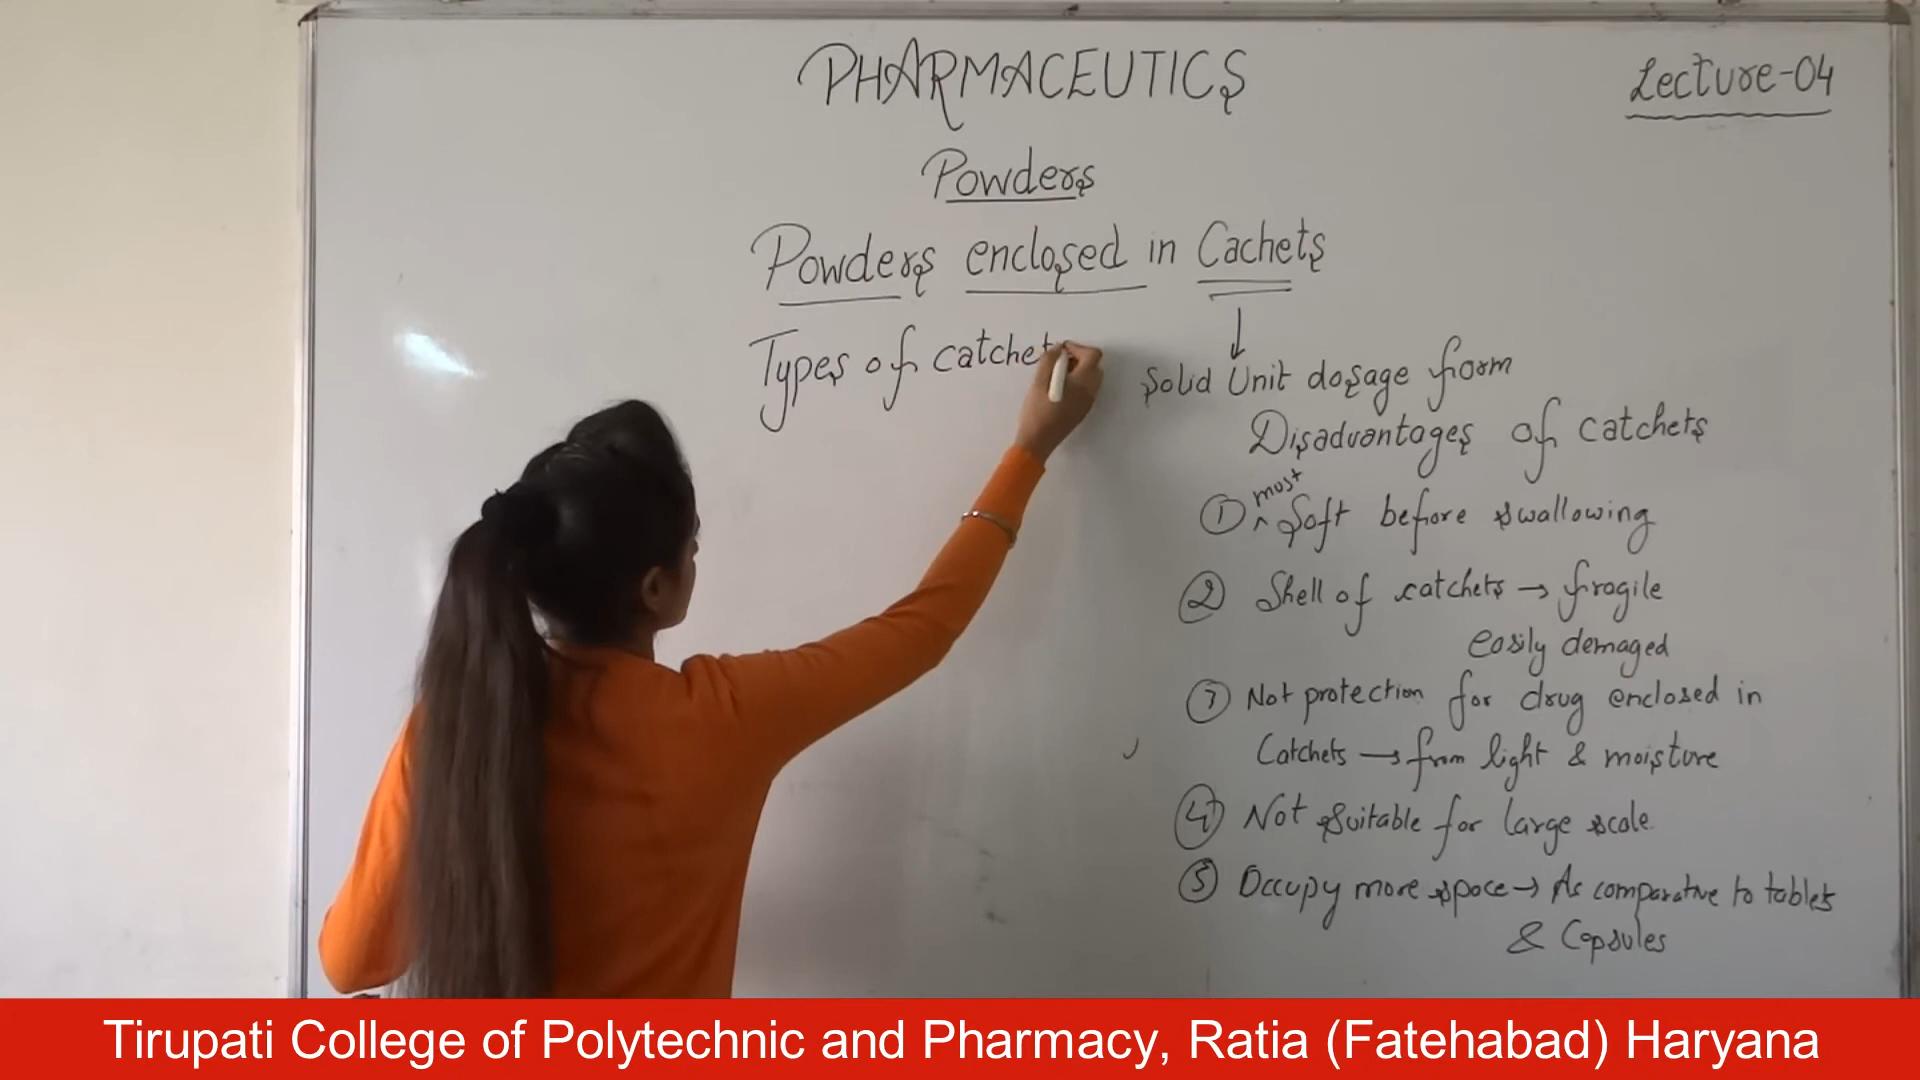 PHARMACEUTICS
Lecture-04
Powders
Powders enclosed in Cachets
Types of catchet
↓
Solid Unit dosage form
Disadvantages of catchets
① most ^ Soft before swallowing
② Shell of catchets → fragile
easily demaged
③ Not protection for drug enclosed in
Catchets → from light & moisture
④ Not suitable for large scale
⑤ Occupy more space → As comparative to tablets
& Capsules
Tirupati College of Polytechnic and Pharmacy, Ratia (Fatehabad) Haryana